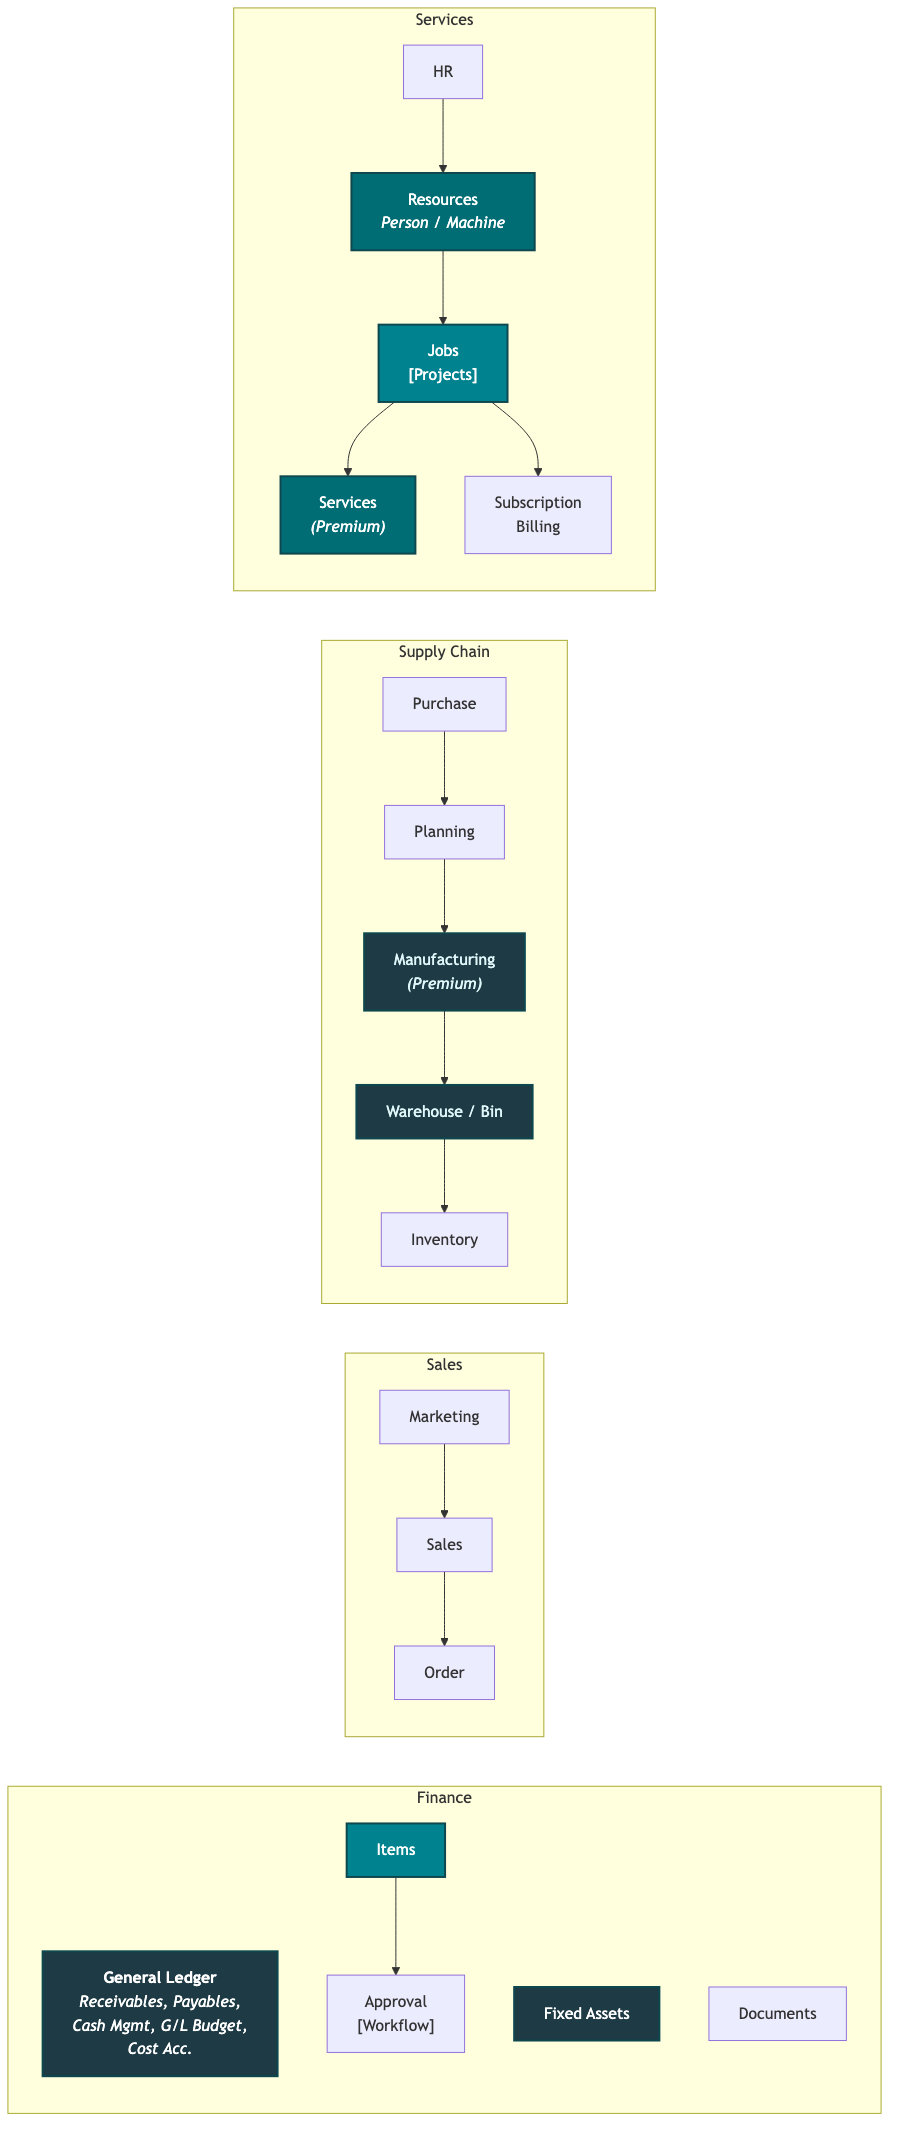 Services
HR
Resources
Person / Machine
Jobs
[Projects]
Services
(Premium)
Subscription
Billing
Supply Chain
Purchase
Planning
Manufacturing
(Premium)
Warehouse / Bin
Inventory
Sales
Marketing
Sales
Order
Finance
Items
General Ledger
Receivables, Payables,
Cash Mgmt, G/L Budget,
Cost Acc.
Approval
[Workflow]
Fixed Assets
Documents